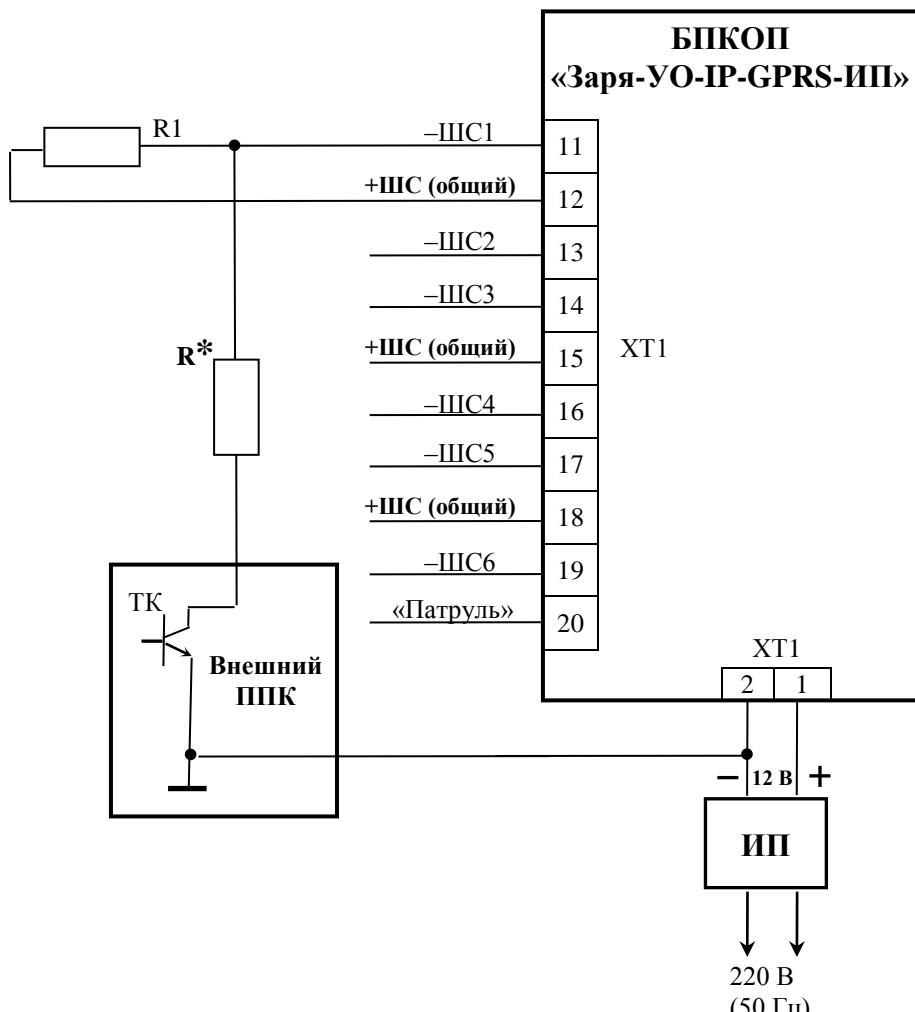 БПКОП
«Заря-УО-IP-GPRS-ИП»
R1
–ШС1
11
+ШС (общий)
12
–ШС2
13
–ШС3
14
R*
+ШС (общий)
15
XT1
–ШС4
16
–ШС5
17
+ШС (общий)
18
–ШС6
19
«Патруль»
20
ТК
Внешний
ППК
XT1
2
1
– 12 В +
ИП
220 В
(50 Гц)